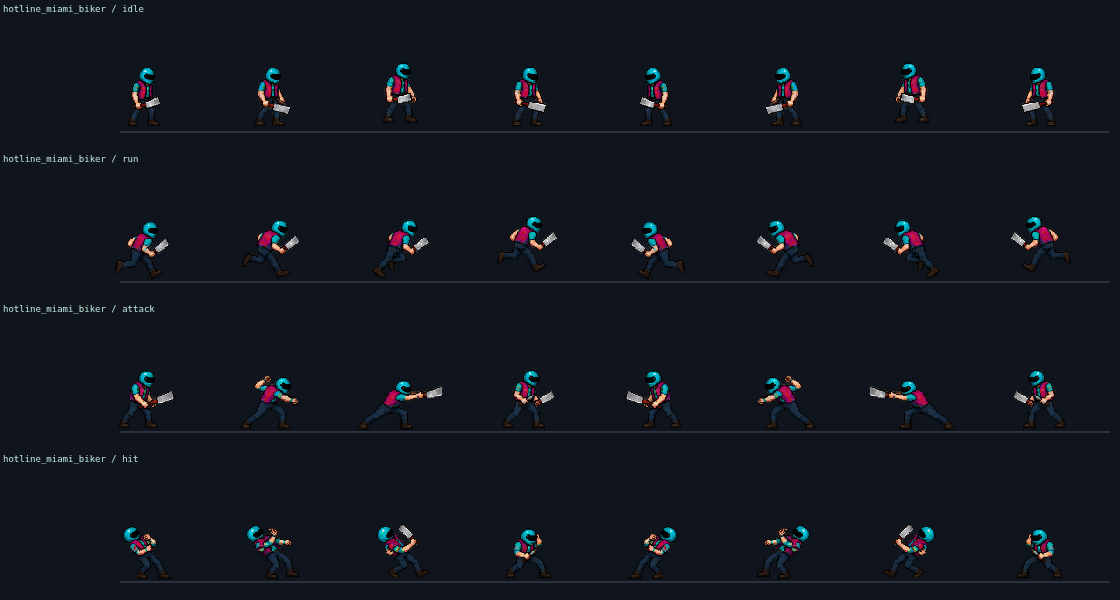 hotline_miami_biker / idle
hotline_miami_biker / run
hotline_miami_biker / attack
hotline_miami_biker / hit